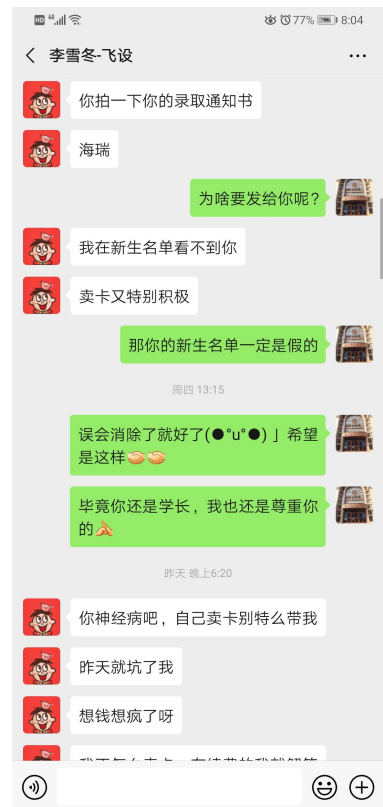 HD 4G 77% 8:04
李雪冬-飞设
你拍一下你的录取通知书
海瑞
为啥要发给你呢？
我在新生名单看不到你
卖卡又特别积极
那你的新生名单一定是假的
周四 13:15
误会消除了就好了(●°u°●)」希望
是这样🤝🤝
毕竟你还是学长，我也还是尊重你
的🙏
昨天 晚上6:20
你神经病吧，自己卖卡别特么带我
昨天就坑了我
想钱想疯了呀